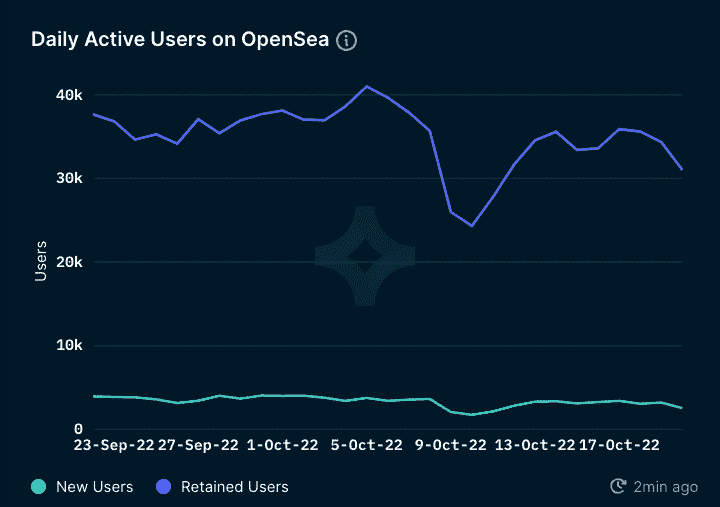 Daily Active Users on OpenSea
40k
30k
20k
10k
0
Users
23-Sep-22 27-Sep-22 1-Oct-22 5-Oct-22 9-Oct-22 13-Oct-22 17-Oct-22
New Users Retained Users 2min ago